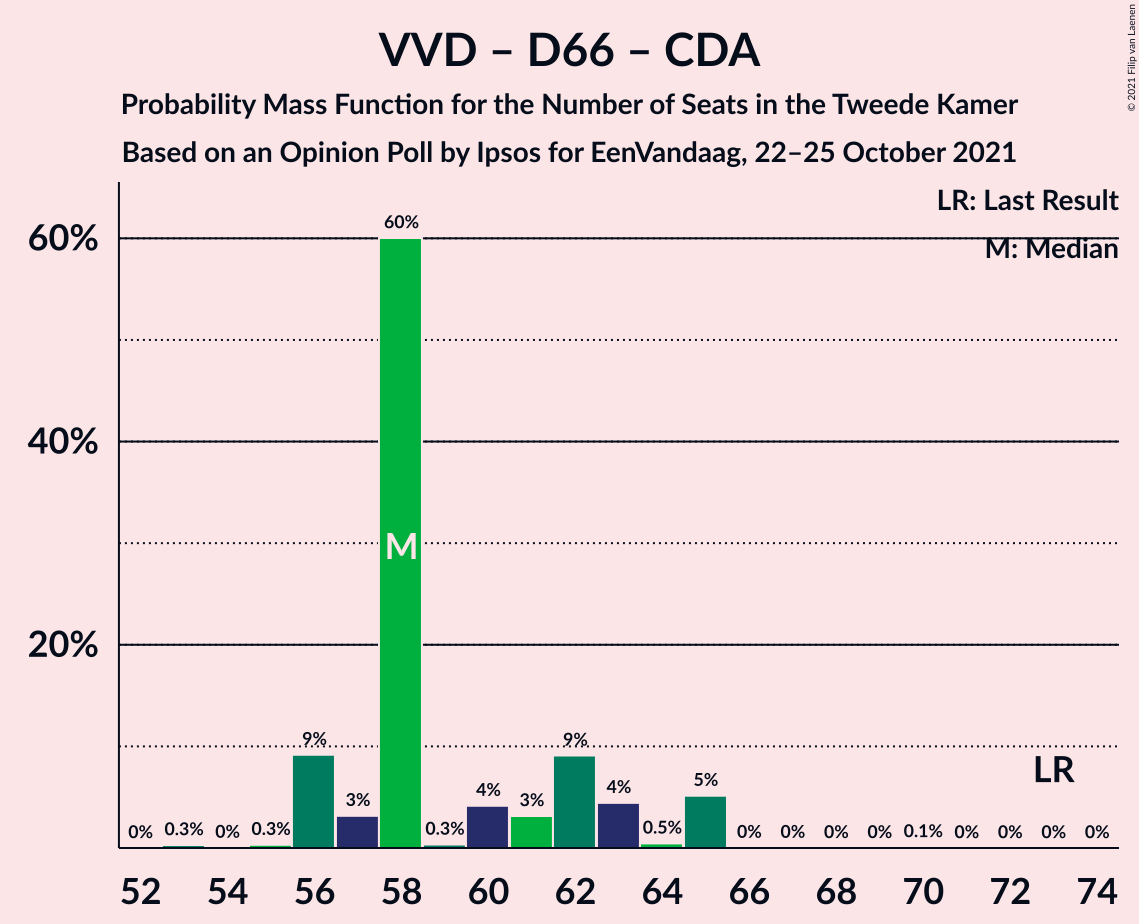 VVD – D66 – CDA
Probability Mass Function for the Number of Seats in the Tweede Kamer
Based on an Opinion Poll by Ipsos for EenVandaag, 22–25 October 2021
© 2021 Filip van Laenen
LR: Last Result
M: Median
60%
40%
20%
0% 0.3% 0% 0.3% 9% 3% 60% 0.3% 4% 3% 9% 4% 0.5% 5% 0% 0% 0% 0% 0.1% 0% 0% 0% 0%
M
LR
52 54 56 58 60 62 64 66 68 70 72 74